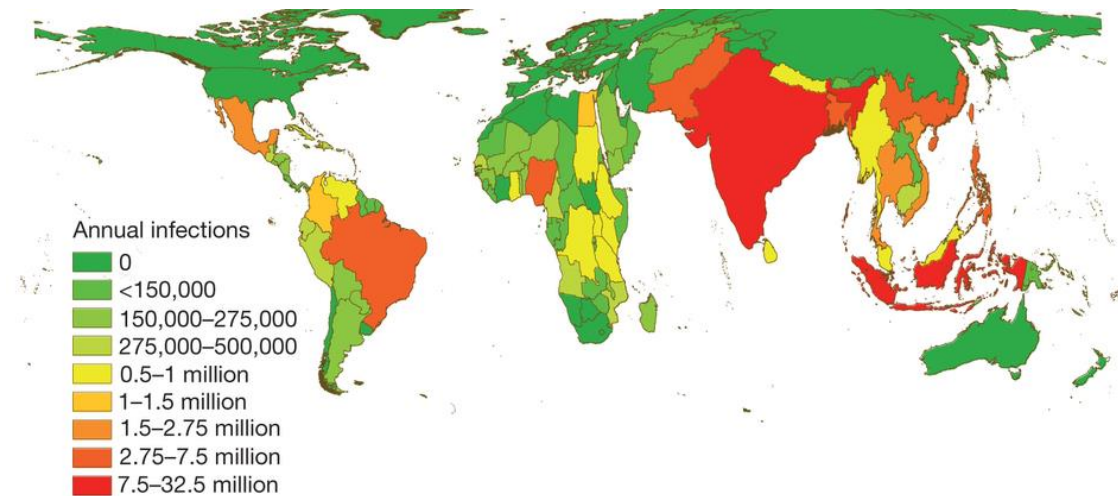 Annual infections
0
<150,000
150,000–275,000
275,000–500,000
0.5–1 million
1–1.5 million
1.5–2.75 million
2.75–7.5 million
7.5–32.5 million